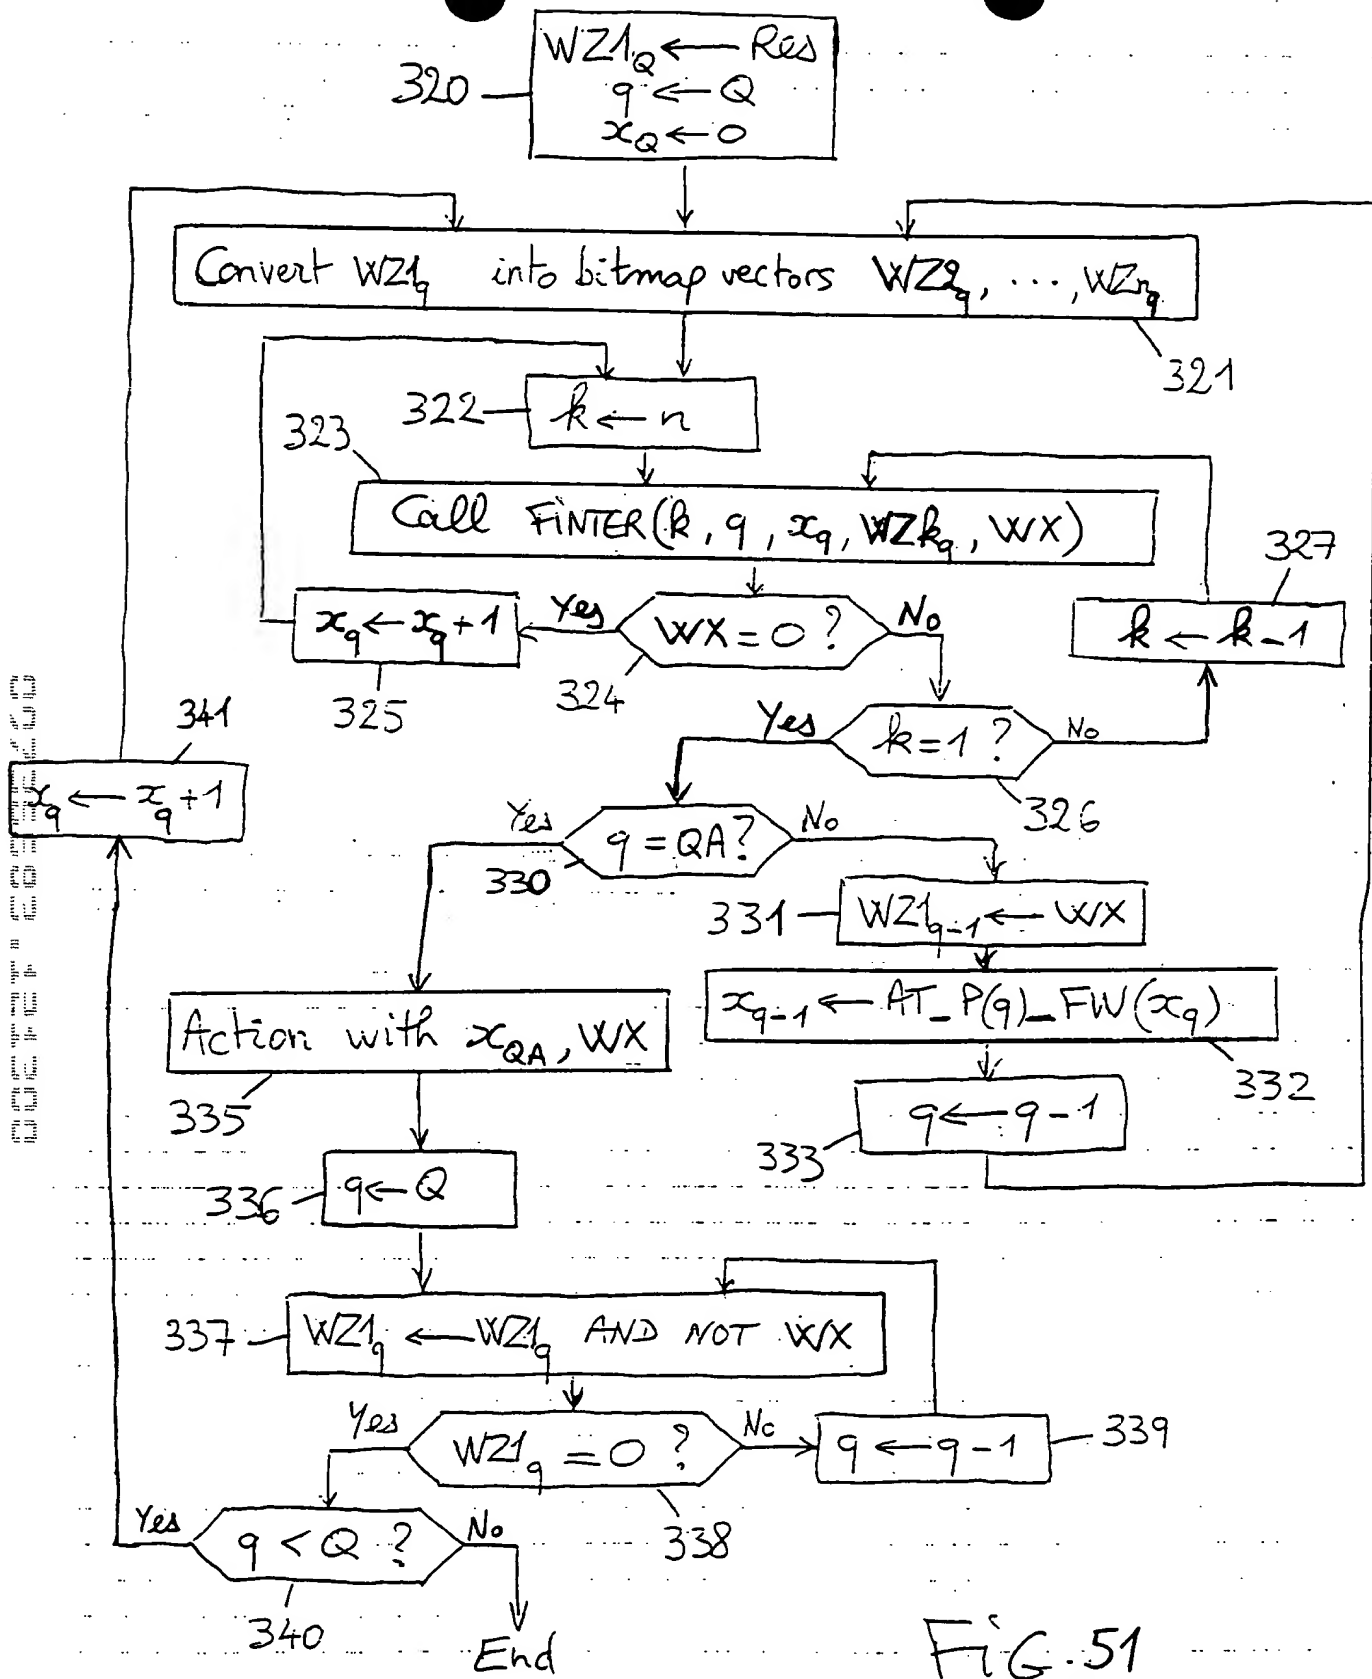 WZ1Q ← Res
320
q ← Q
xQ ← 0
Convert WZ1q into bitmap vectors WZ2q, ..., WZnq
321
322
k ← n
323
Call FINTER(k, q, xq, WZkq, WX)
327
xq ← xq + 1
Yes
WX = 0 ?
No
k ← k - 1
325
324
341
Yes
k = 1 ?
No
xq ← xq + 1
326
Yes
q = QA ?
No
330
331
WZ1q-1 ← WX
Action with xQA, WX
xq-1 ← AT_P(q)_FW(xq)
332
335
q ← q - 1
333
336
q ← Q
337
WZ1q ← WZ1q AND NOT WX
Yes
WZ1q = 0 ?
No
q ← q - 1
339
Yes
q < Q ?
No
338
340
End
FiG. 51